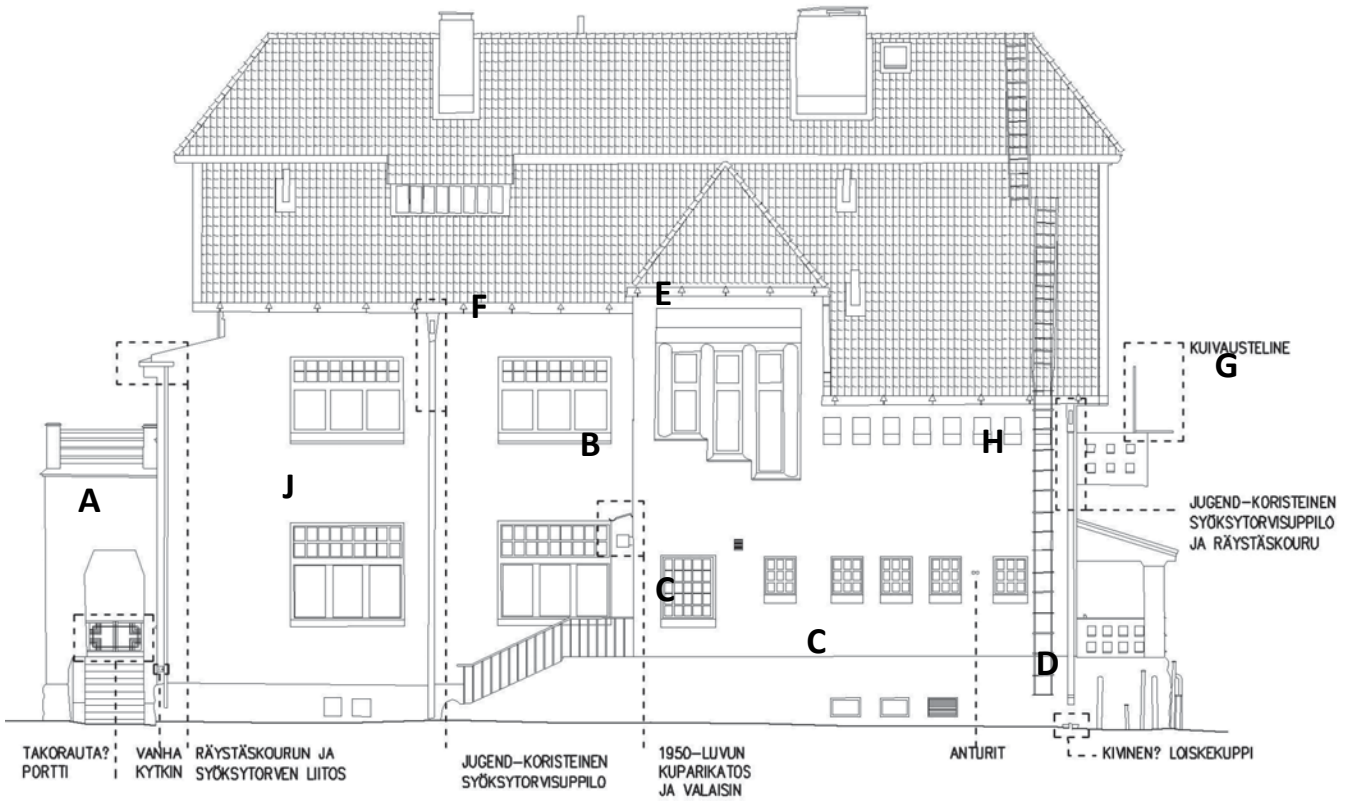 F
E
KUIVAUSTELINE
G
B
H
A
J
JUGEND-KORISTEINEN
SYÖKSYTORVISUPPILO
JA RÄYSTÄSKOURU
C
C
D
TAKORAUTA?
PORTTI
VANHA
KYTKIN
RÄYSTÄSKOURUN JA
SYÖKSYTORVEN LIITOS
JUGEND-KORISTEINEN
SYÖKSYTORVISUPPILO
1950-LUVUN
KUPARIKATOS
JA VALAISIN
ANTURIT
KIVINEN? LOISKEKUPPI